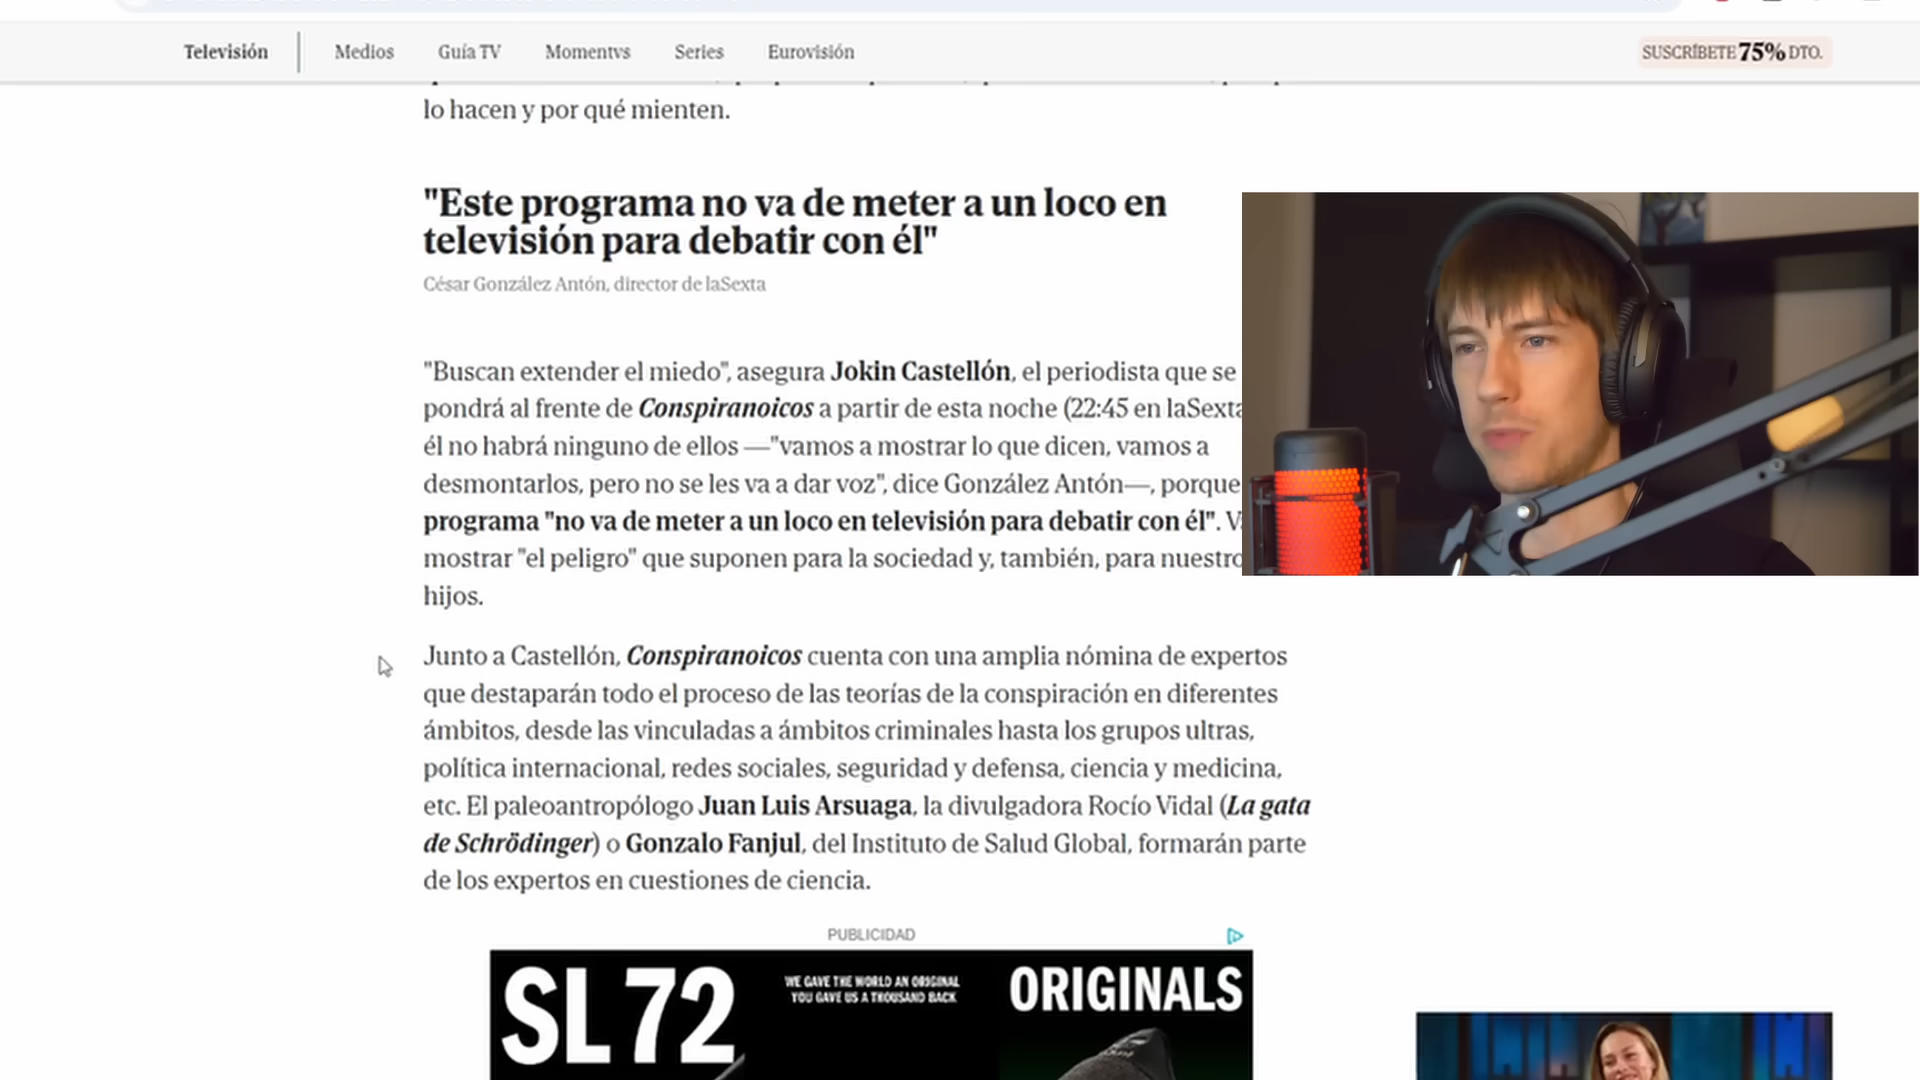 Televisión
Medios
Guía TV
Momentvs
Series
Eurovisión
SUSCRÍBETE 75% DTO.
lo hacen y por qué mienten.
"Este programa no va de meter a un loco en
televisión para debatir con él"
César González Antón, director de laSexta
"Buscan extender el miedo", asegura Jokin Castellón, el periodista que se
pondrá al frente de Conspiranoicos a partir de esta noche (22:45 en laSexta
él no habrá ninguno de ellos —"vamos a mostrar lo que dicen, vamos a
desmontarlos, pero no se les va a dar voz", dice González Antón—, porque
programa "no va de meter a un loco en televisión para debatir con él".
mostrar "el peligro" que suponen para la sociedad y, también, para nuestro
hijos.
Junto a Castellón, Conspiranoicos cuenta con una amplia nómina de expertos
que destaparán todo el proceso de las teorías de la conspiración en diferentes
ámbitos, desde las vinculadas a ámbitos criminales hasta los grupos ultras,
política internacional, redes sociales, seguridad y defensa, ciencia y medicina,
etc. El paleoantropólogo Juan Luis Arsuaga, la divulgadora Rocío Vidal (La gata
de Schrödinger) o Gonzalo Fanjul, del Instituto de Salud Global, formarán parte
de los expertos en cuestiones de ciencia.
PUBLICIDAD
SL 72
WE GAVE THE WORLD AN ORIGINAL
YOU GAVE US A THOUSAND BACK
ORIGINALS